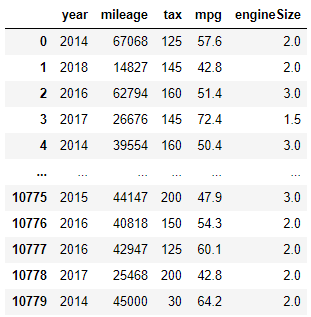 year mileage tax mpg engineSize
0 2014 67068 125 57.6 2.0
1 2018 14827 145 42.8 2.0
2 2016 62794 160 51.4 3.0
3 2017 26676 145 72.4 1.5
4 2014 39554 160 50.4 3.0
... ... ... ... ... ...
10775 2015 44147 200 47.9 3.0
10776 2016 40818 150 54.3 2.0
10777 2016 42947 125 60.1 2.0
10778 2017 25468 200 42.8 2.0
10779 2014 45000 30 64.2 2.0